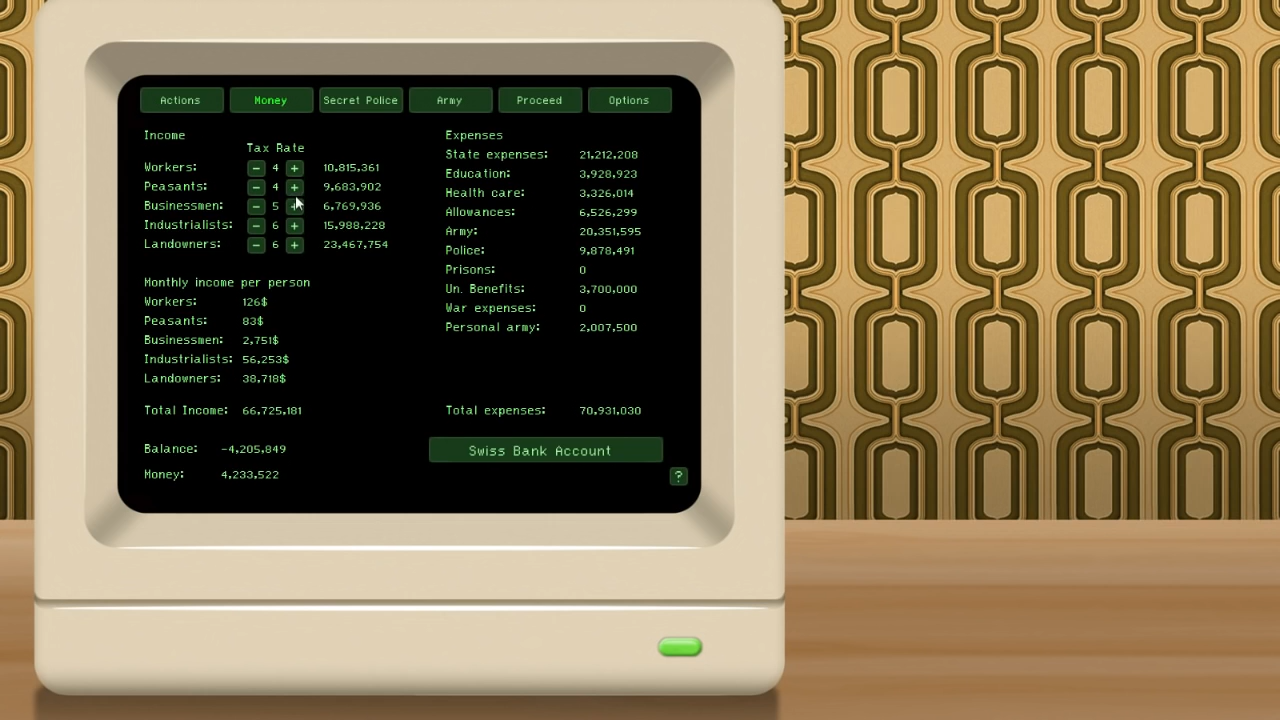 Actions Money Secret Police Army Proceed Options
Income
Tax Rate
Workers: - 4 + 10,815,361
Peasants: - 4 + 9,683,902
Businessmen: - 5 + 6,769,936
Industrialists: - 6 + 15,988,228
Landowners: - 6 + 23,467,754
Monthly income per person
Workers: 126$
Peasants: 83$
Businessmen: 2,751$
Industrialists: 56,253$
Landowners: 38,718$
Total Income: 66,725,181
Balance: -4,205,849
Money: 4,233,522
Expenses
State expenses: 21,212,208
Education: 3,928,923
Health care: 3,326,014
Allowances: 6,526,299
Army: 20,351,595
Police: 9,878,491
Prisons: 0
Un. Benefits: 3,700,000
War expenses: 0
Personal army: 2,007,500
Total expenses: 70,931,030
Swiss Bank Account
?